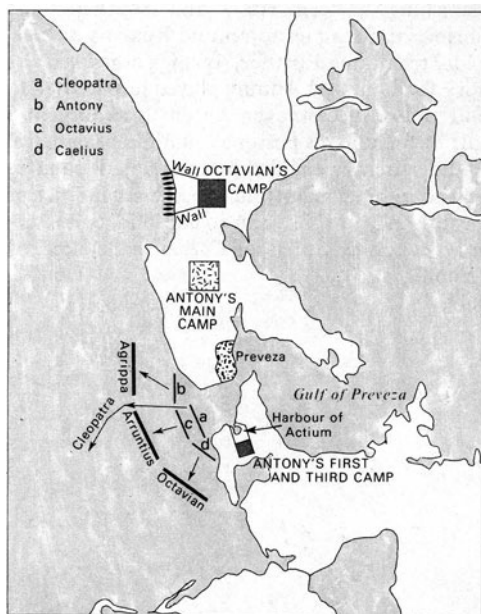 a Cleopatra
b Antony
c Octavius
d Caelius
Wall
OCTAVIAN'S
CAMP
Wall
ANTONY'S
MAIN
CAMP
Preveza
Gulf of Preveza
Agrippa
b
Cleopatra
a
c
Arruntius
d
Octavian
Harbour of
Actium
ANTONY'S FIRST
AND THIRD CAMP